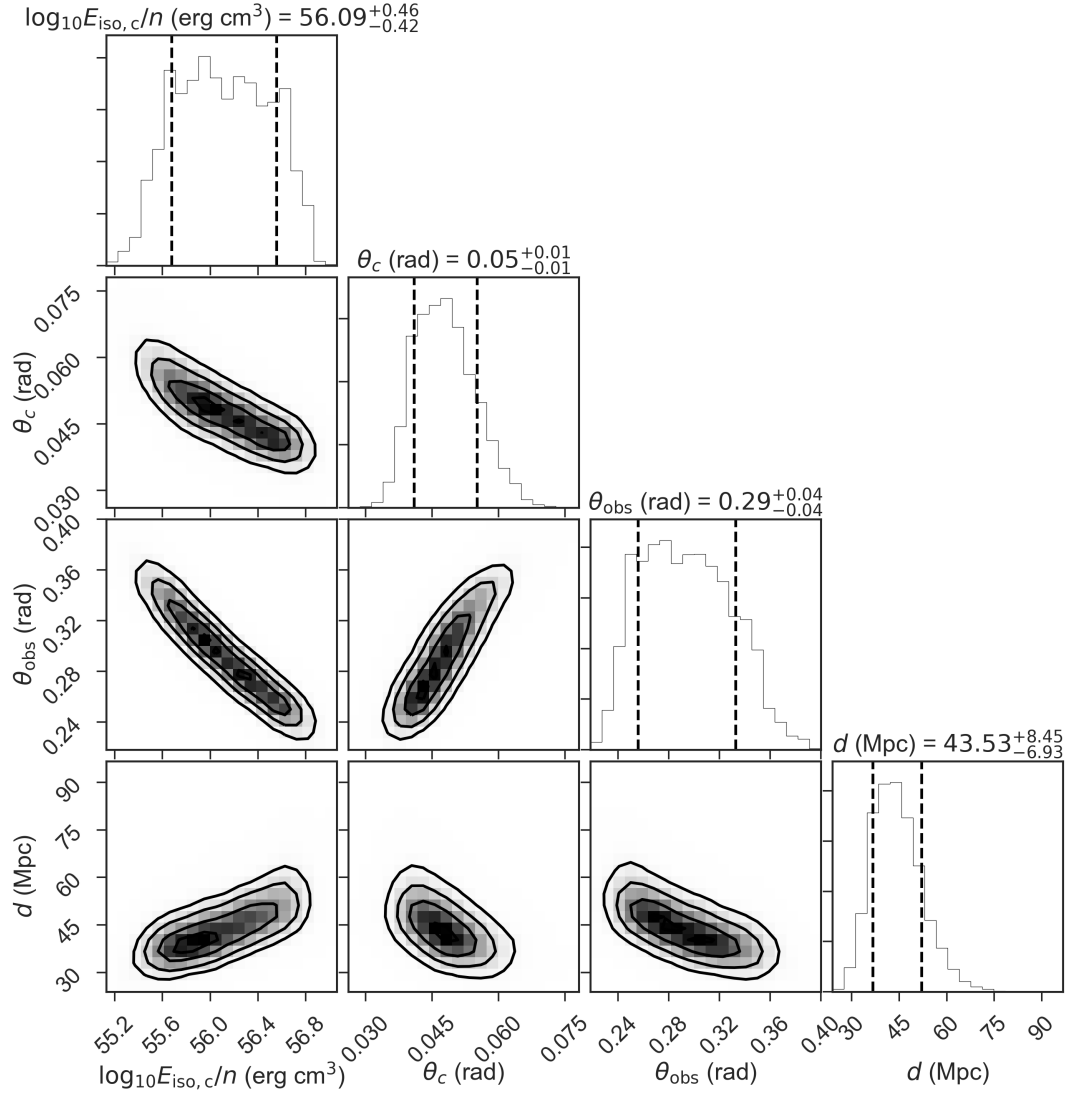 log₁₀E_iso, c/n (erg cm³) = 56.09+0.46−0.42
θ_c (rad) = 0.05+0.01−0.01
0.075
0.060
0.045
0.030
θ_c (rad)
θ_obs (rad) = 0.29+0.04−0.04
0.40
0.36
0.32
0.28
0.24
θ_obs (rad)
d (Mpc) = 43.53+8.45−6.93
90
75
60
45
30
d (Mpc)
55.2 55.6 56.0 56.4 56.8
0.030 0.045 0.060 0.075
0.24 0.28 0.32 0.36 0.40
30 45 60 75 90
log₁₀E_iso, c/n (erg cm³)
θ_c (rad)
θ_obs (rad)
d (Mpc)